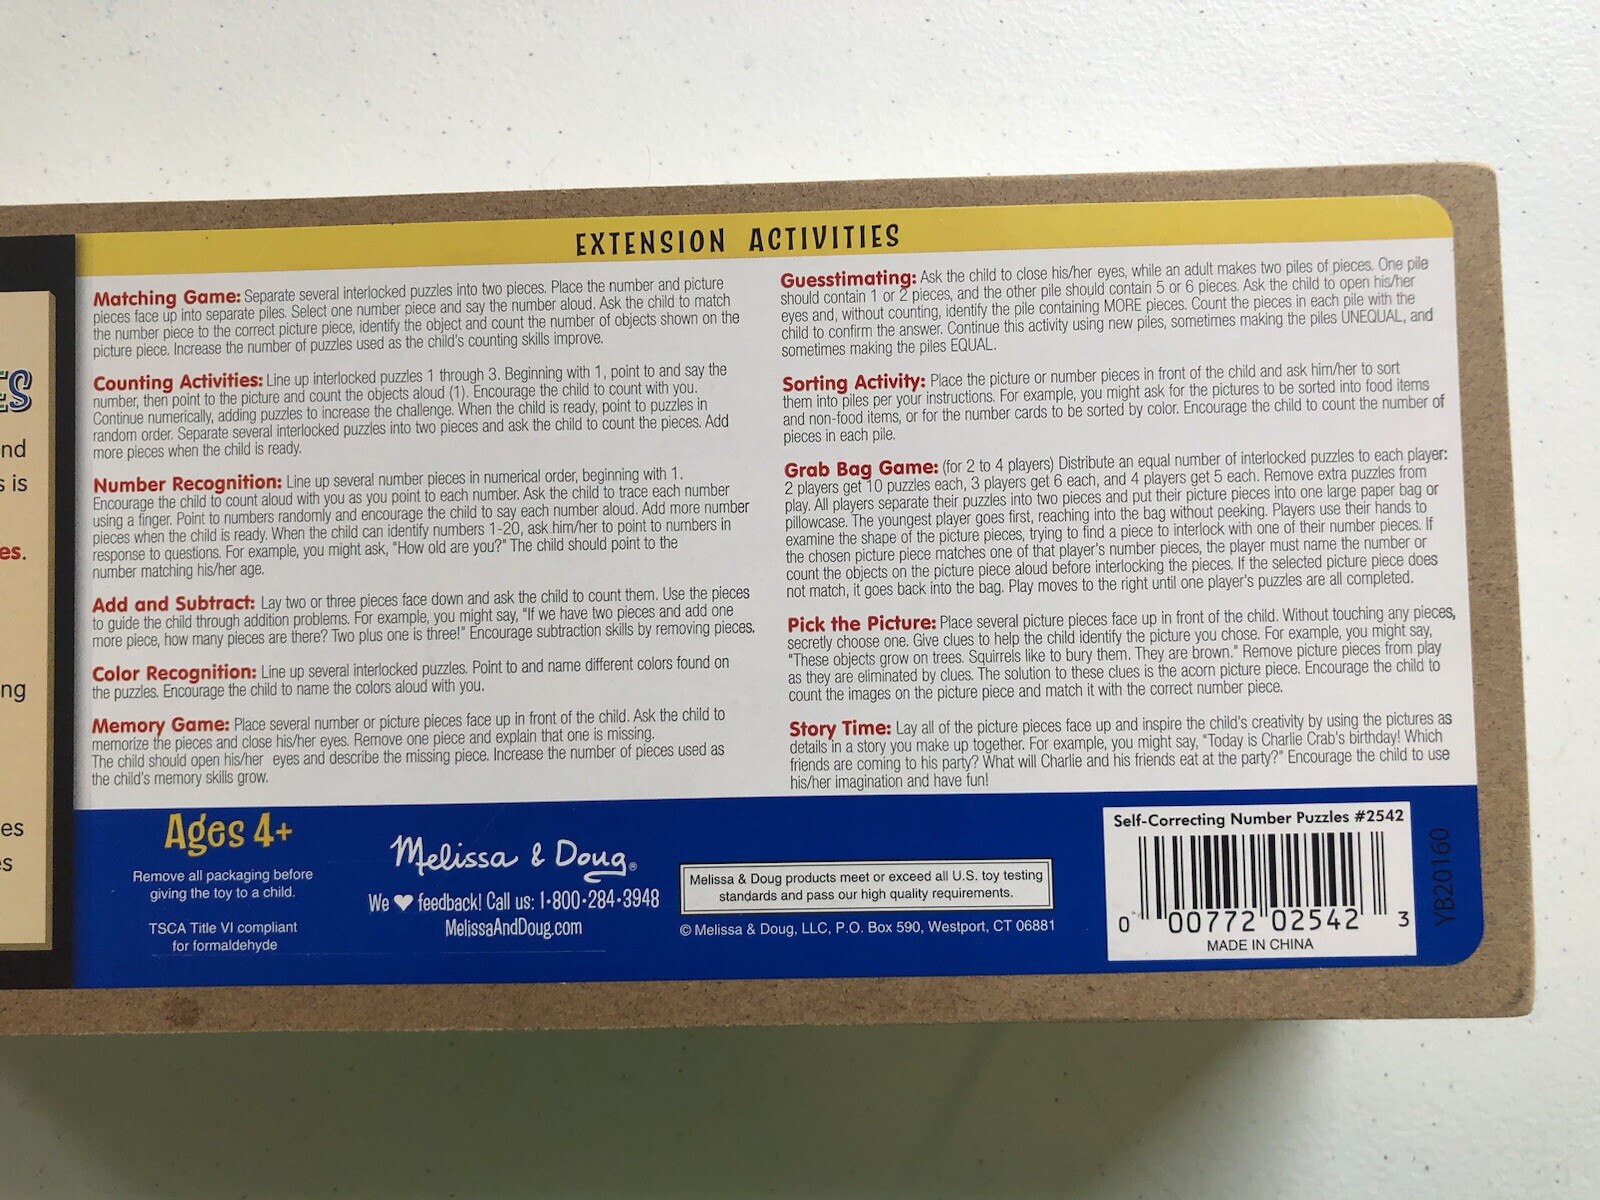 ES
nd
s is
es.
ng
es
s
EXTENSION ACTIVITIES
Matching Game: Separate several interlocked puzzles into two pieces. Place the number and picture
pieces face up into separate piles. Select one number piece and say the number aloud. Ask the child to match
the number piece to the correct picture piece, identify the object and count the number of objects shown on the
picture piece. Increase the number of puzzles used as the child's counting skills improve.
Counting Activities: Line up interlocked puzzles 1 through 3. Beginning with 1, point to and say the
number, then point to the picture and count the objects aloud (1). Encourage the child to count with you.
Continue numerically, adding puzzles to increase the challenge. When the child is ready, point to puzzles in
random order. Separate several interlocked puzzles into two pieces and ask the child to count the pieces. Add
more pieces when the child is ready.
Number Recognition: Line up several number pieces in numerical order, beginning with 1.
Encourage the child to count aloud with you as you point to each number. Ask the child to trace each number
using a finger. Point to numbers randomly and encourage the child to say each number aloud. Add more number
pieces when the child is ready. When the child can identify numbers 1-20, ask him/her to point to numbers in
response to questions. For example, you might ask, "How old are you?" The child should point to the
number matching his/her age.
Add and Subtract: Lay two or three pieces face down and ask the child to count them. Use the pieces
to guide the child through addition problems. For example, you might say, "If we have two pieces and add one
more piece, how many pieces are there? Two plus one is three!" Encourage subtraction skills by removing pieces.
Color Recognition: Line up several interlocked puzzles. Point to and name different colors found on
the puzzles. Encourage the child to name the colors aloud with you.
Memory Game: Place several number or picture pieces face up in front of the child. Ask the child to
memorize the pieces and close his/her eyes. Remove one piece and explain that one is missing.
The child should open his/her eyes and describe the missing piece. Increase the number of pieces used as
the child's memory skills grow.
Guesstimating: Ask the child to close his/her eyes, while an adult makes two piles of pieces. One pile
should contain 1 or 2 pieces, and the other pile should contain 5 or 6 pieces. Ask the child to open his/her
eyes and, without counting, identify the pile containing MORE pieces. Count the pieces in each pile with the
child to confirm the answer. Continue this activity using new piles, sometimes making the piles UNEQUAL, and
sometimes making the piles EQUAL.
Sorting Activity: Place the picture or number pieces in front of the child and ask him/her to sort
them into piles per your instructions. For example, you might ask for the pictures to be sorted into food items
and non-food items, or for the number cards to be sorted by color. Encourage the child to count the number of
pieces in each pile.
Grab Bag Game: (for 2 to 4 players) Distribute an equal number of interlocked puzzles to each player:
2 players get 10 puzzles each, 3 players get 6 each, and 4 players get 5 each. Remove extra puzzles from
play. All players separate their puzzles into two pieces and put their picture pieces into one large paper bag or
pillowcase. The youngest player goes first, reaching into the bag without peeking. Players use their hands to
examine the shape of the picture pieces, trying to find a piece to interlock with one of their number pieces. If
the chosen picture piece matches one of that player's number pieces, the player must name the number or
count the objects on the picture piece aloud before interlocking the pieces. If the selected picture piece does
not match, it goes back into the bag. Play moves to the right until one player's puzzles are all completed.
Pick the Picture: Place several picture pieces face up in front of the child. Without touching any pieces,
secretly choose one. Give clues to help the child identify the picture you chose. For example, you might say,
"These objects grow on trees. Squirrels like to bury them. They are brown." Remove picture pieces from play
as they are eliminated by clues. The solution to these clues is the acorn picture piece. Encourage the child to
count the images on the picture piece and match it with the correct number piece.
Story Time: Lay all of the picture pieces face up and inspire the child's creativity by using the pictures as
details in a story you make up together. For example, you might say, "Today is Charlie Crab's birthday! Which
friends are coming to his party? What will Charlie and his friends eat at the party?" Encourage the child to use
his/her imagination and have fun!
Ages 4+
Remove all packaging before
giving the toy to a child.
TSCA Title VI compliant
for formaldehyde
Melissa & Doug®
We ♥ feedback! Call us: 1-800-284-3948
MelissaAndDoug.com
Melissa & Doug products meet or exceed all U.S. toy testing
standards and pass our high quality requirements.
© Melissa & Doug, LLC, P.O. Box 590, Westport, CT 06881
Self-Correcting Number Puzzles #2542
0 00772 02542 3
MADE IN CHINA
YB20160